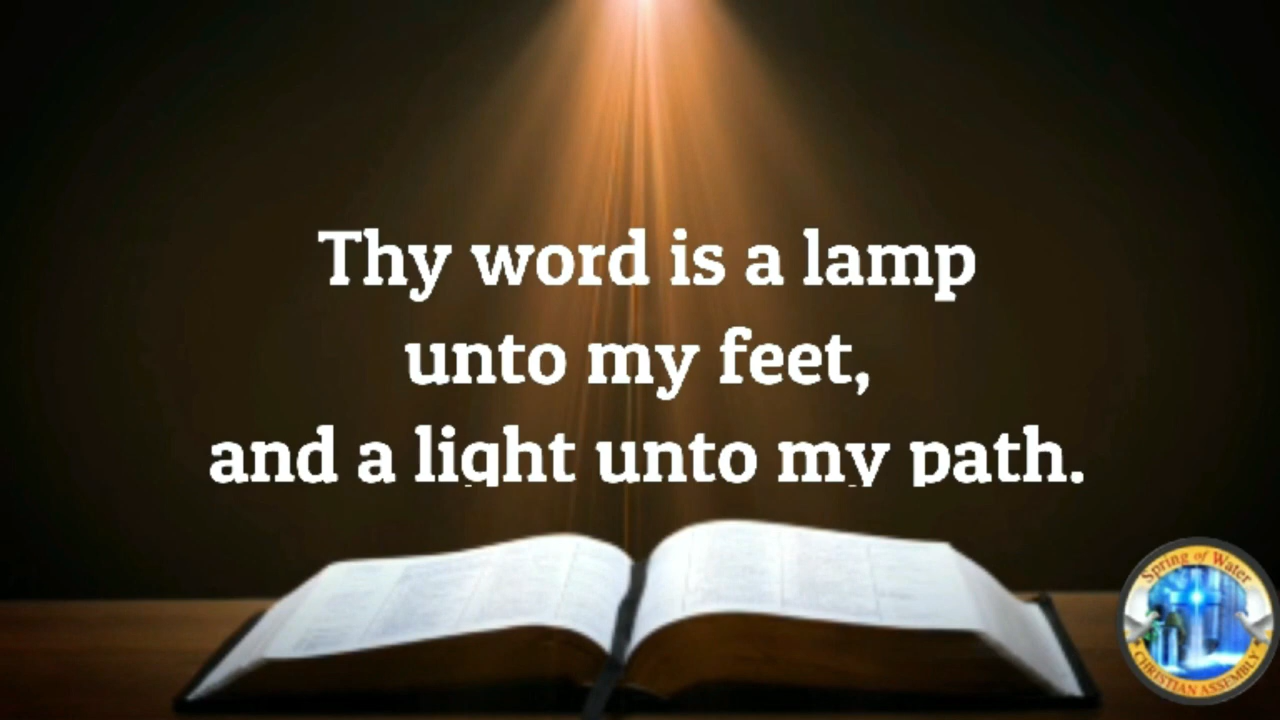 Thy word is a lamp
unto my feet,
and a light unto my path.
Spring of Water
CHRISTIAN ASSEMBLY